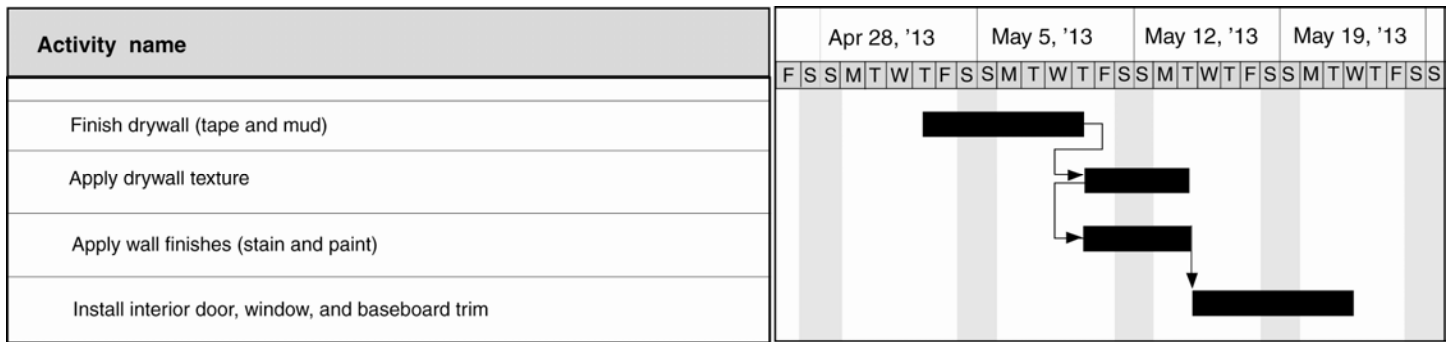 Activity name
Apr 28, '13 May 5, '13 May 12, '13 May 19, '13
F S S M T W T F S S M T W T F S S M T W T F S S M T W T F S S
Finish drywall (tape and mud)
Apply drywall texture
Apply wall finishes (stain and paint)
Install interior door, window, and baseboard trim